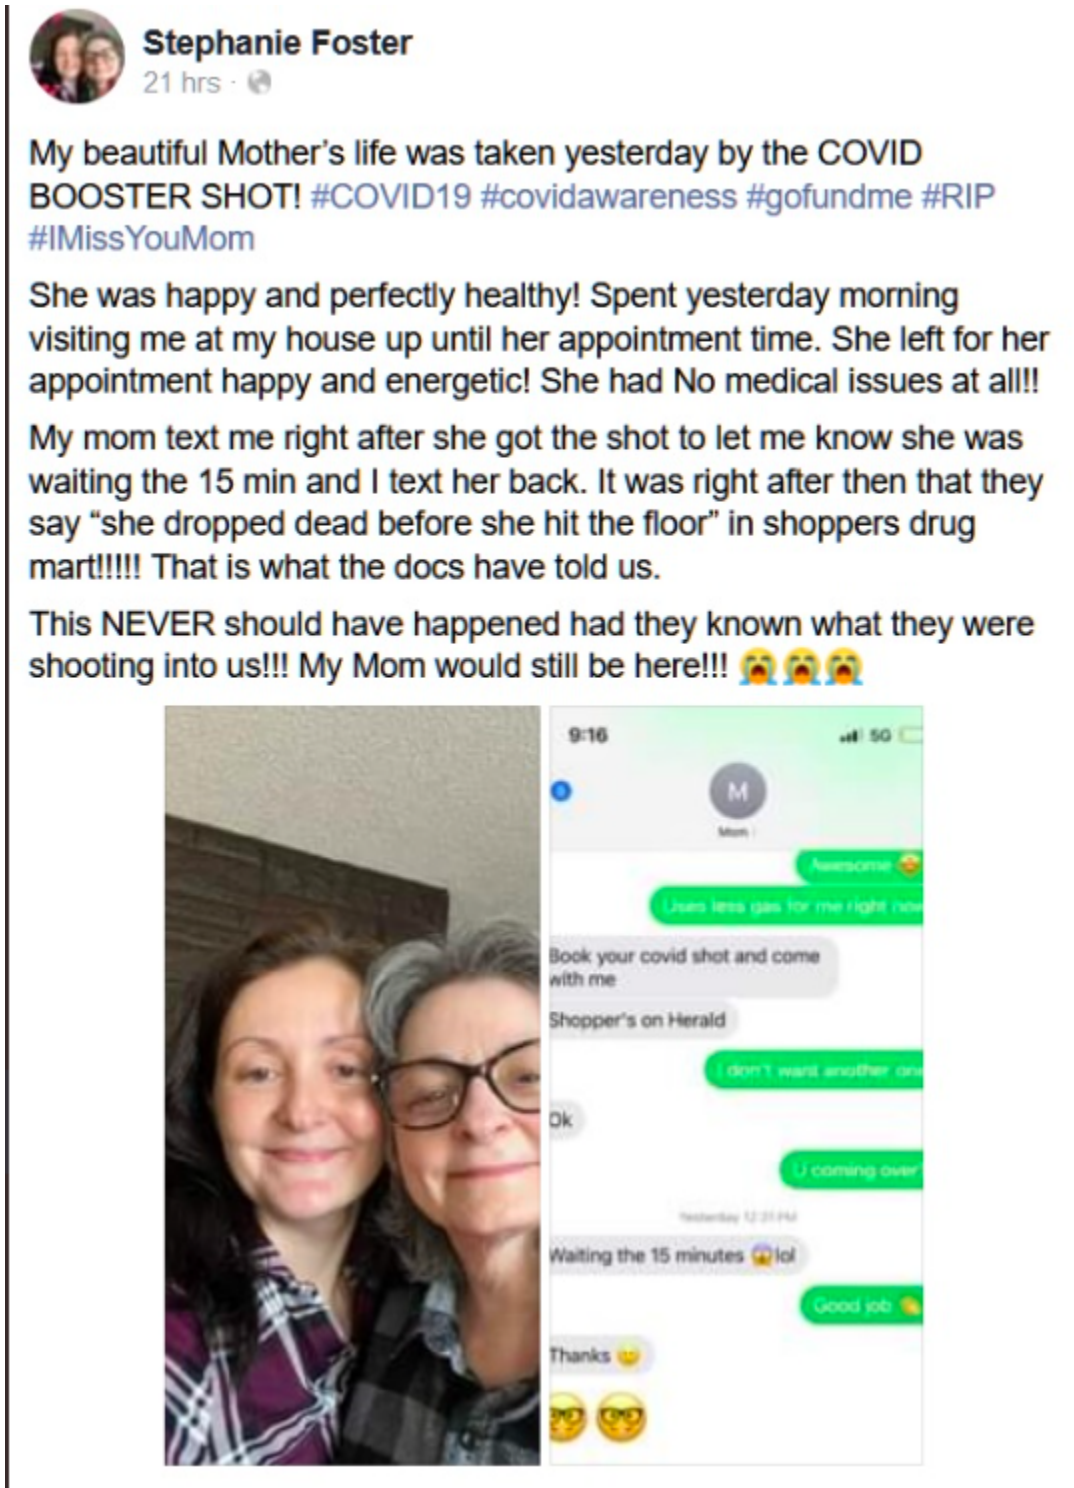 Stephanie Foster
21 hrs ·
My beautiful Mother's life was taken yesterday by the COVID
BOOSTER SHOT! #COVID19 #covidawareness #gofundme #RIP
#IMissYouMom
She was happy and perfectly healthy! Spent yesterday morning
visiting me at my house up until her appointment time. She left for her
appointment happy and energetic! She had No medical issues at all!!
My mom text me right after she got the shot to let me know she was
waiting the 15 min and I text her back. It was right after then that they
say “she dropped dead before she hit the floor” in shoppers drug
mart!!!!! That is what the docs have told us.
This NEVER should have happened had they known what they were
shooting into us!!! My Mom would still be here!!! 😭😭😭
9:16
5G
M
Mom
Awesome 🤩
Uses less gas for me right now
Book your covid shot and come
with me
Shopper's on Herald
I don't want another one
Ok
U coming over
Yesterday 12:31 PM
Waiting the 15 minutes 😱lol
Good job 👏
Thanks 😊
🤓🤓